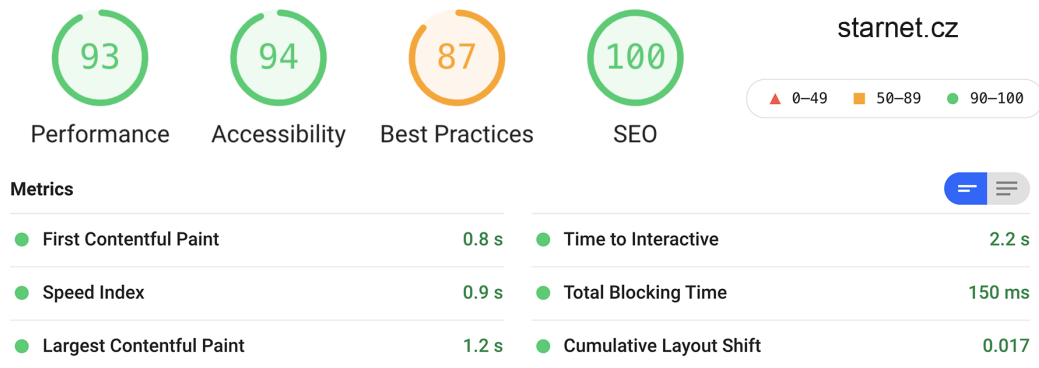 93 94 87 100
starnet.cz
0–49 50–89 90–100
Performance Accessibility Best Practices SEO
Metrics
First Contentful Paint 0.8 s
Time to Interactive 2.2 s
Speed Index 0.9 s
Total Blocking Time 150 ms
Largest Contentful Paint 1.2 s
Cumulative Layout Shift 0.017